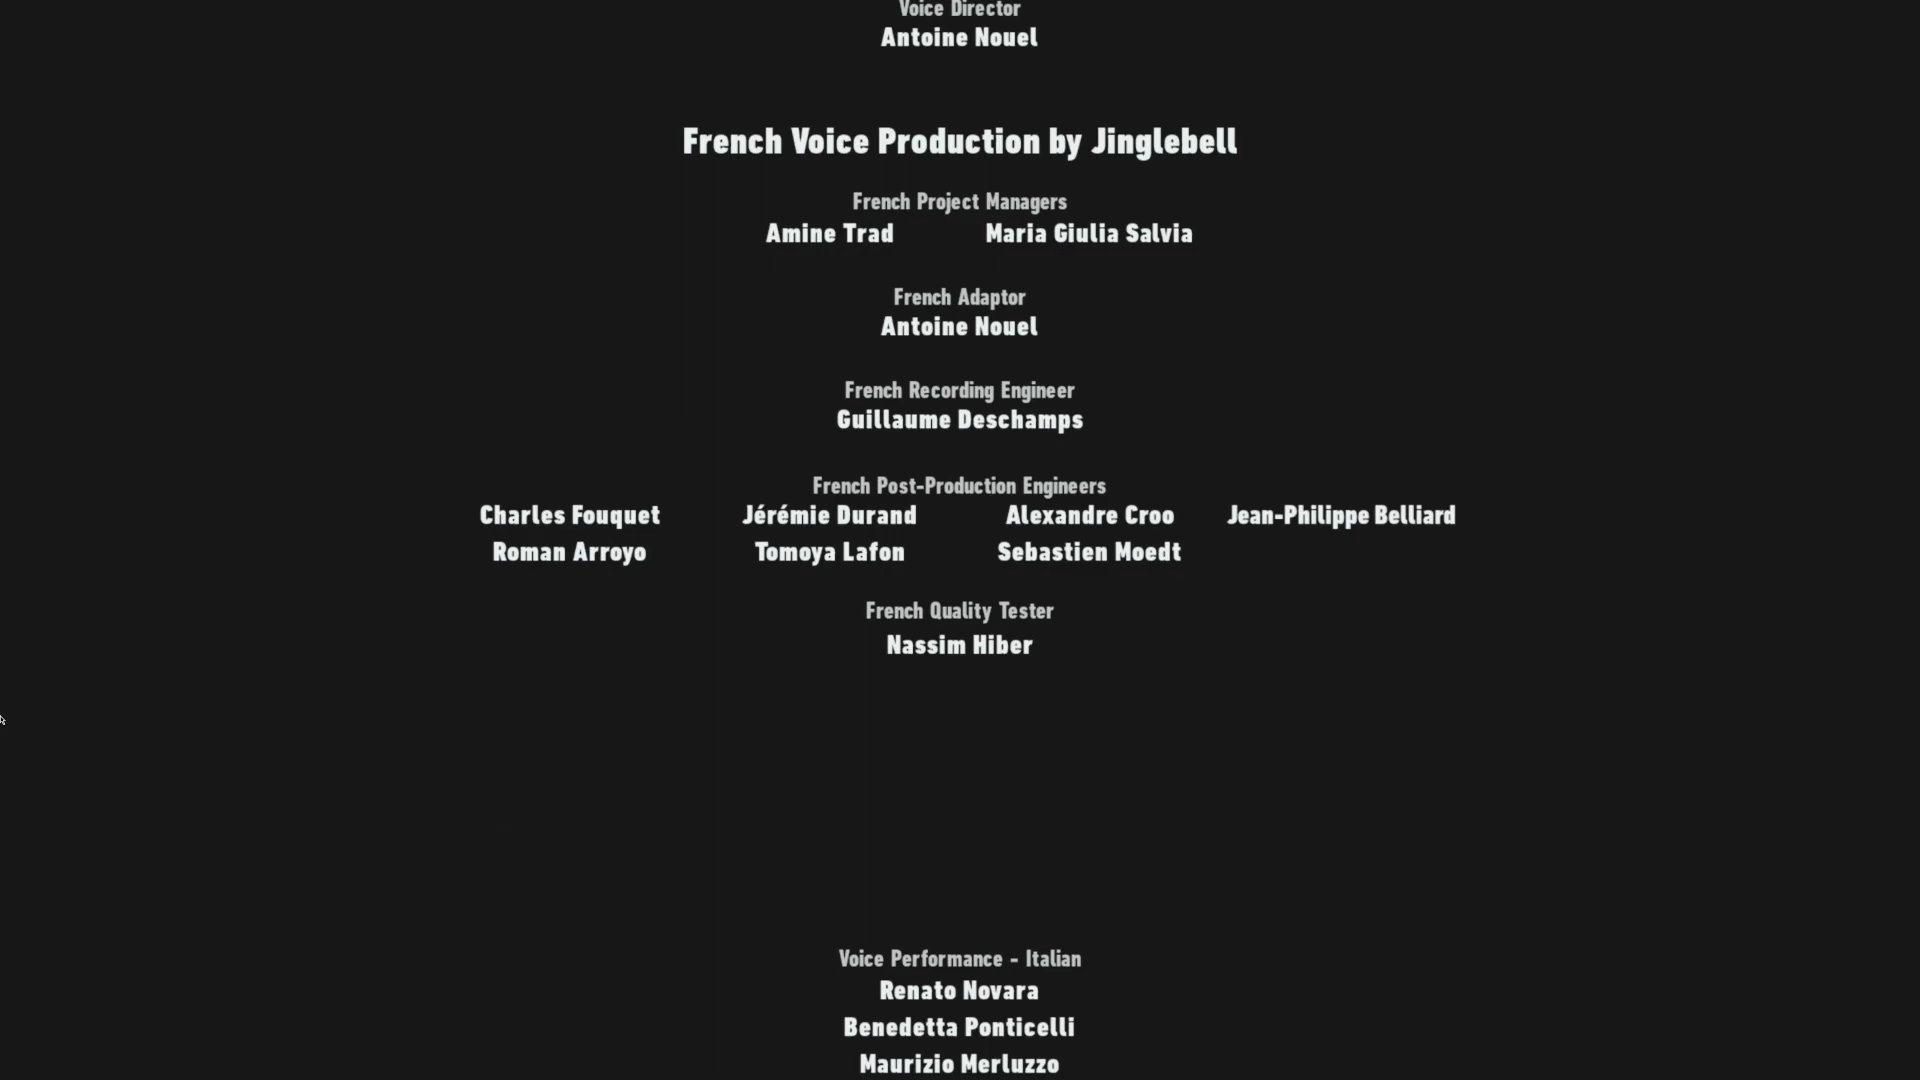 Voice Director
Antoine Nouel
French Voice Production by Jinglebell
French Project Managers
Amine Trad Maria Giulia Salvia
French Adaptor
Antoine Nouel
French Recording Engineer
Guillaume Deschamps
French Post-Production Engineers
Charles Fouquet Jérémie Durand Alexandre Croo Jean-Philippe Belliard
Roman Arroyo Tomoya Lafon Sebastien Moedt
French Quality Tester
Nassim Hiber
Voice Performance - Italian
Renato Novara
Benedetta Ponticelli
Maurizio Merluzzo